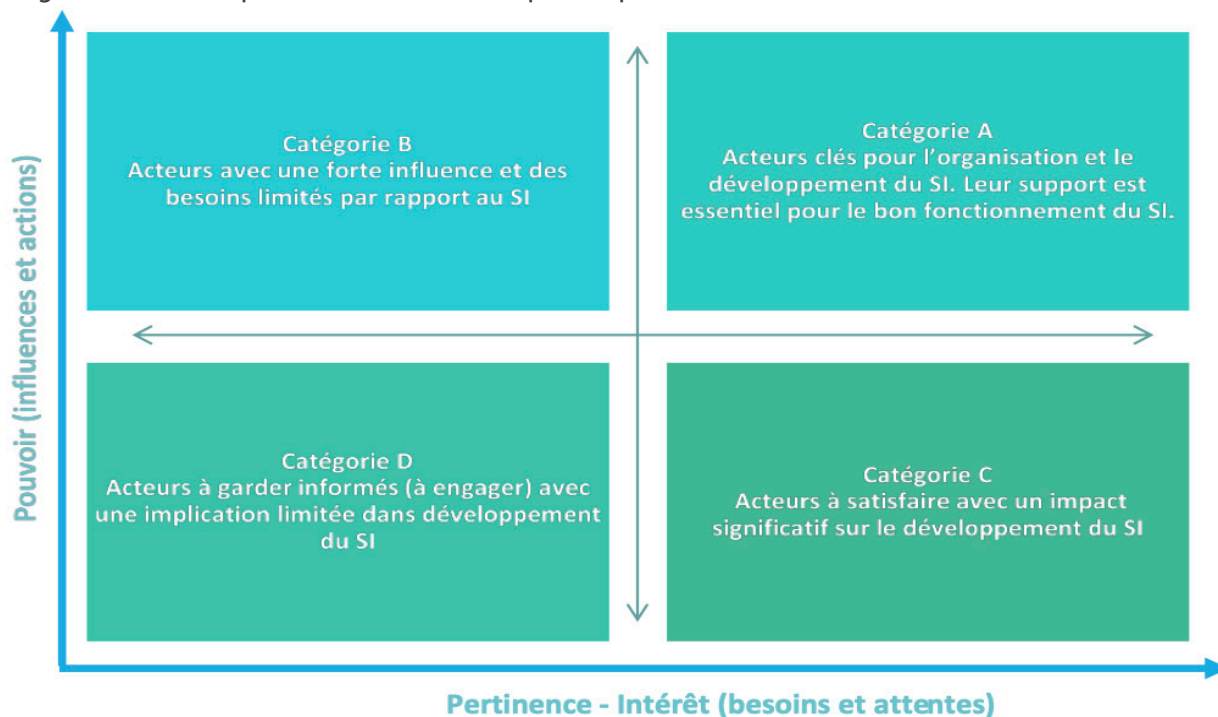 Pouvoir (influences et actions)
Catégorie B
Acteurs avec une forte influence et des
besoins limités par rapport au SI
Catégorie A
Acteurs clés pour l'organisation et le
développement du SI. Leur support est
essentiel pour le bon fonctionnement du SI.
Catégorie D
Acteurs à garder informés (à engager) avec
une implication limitée dans développement
du SI
Catégorie C
Acteurs à satisfaire avec un impact
significatif sur le développement du SI
Pertinence - Intérêt (besoins et attentes)